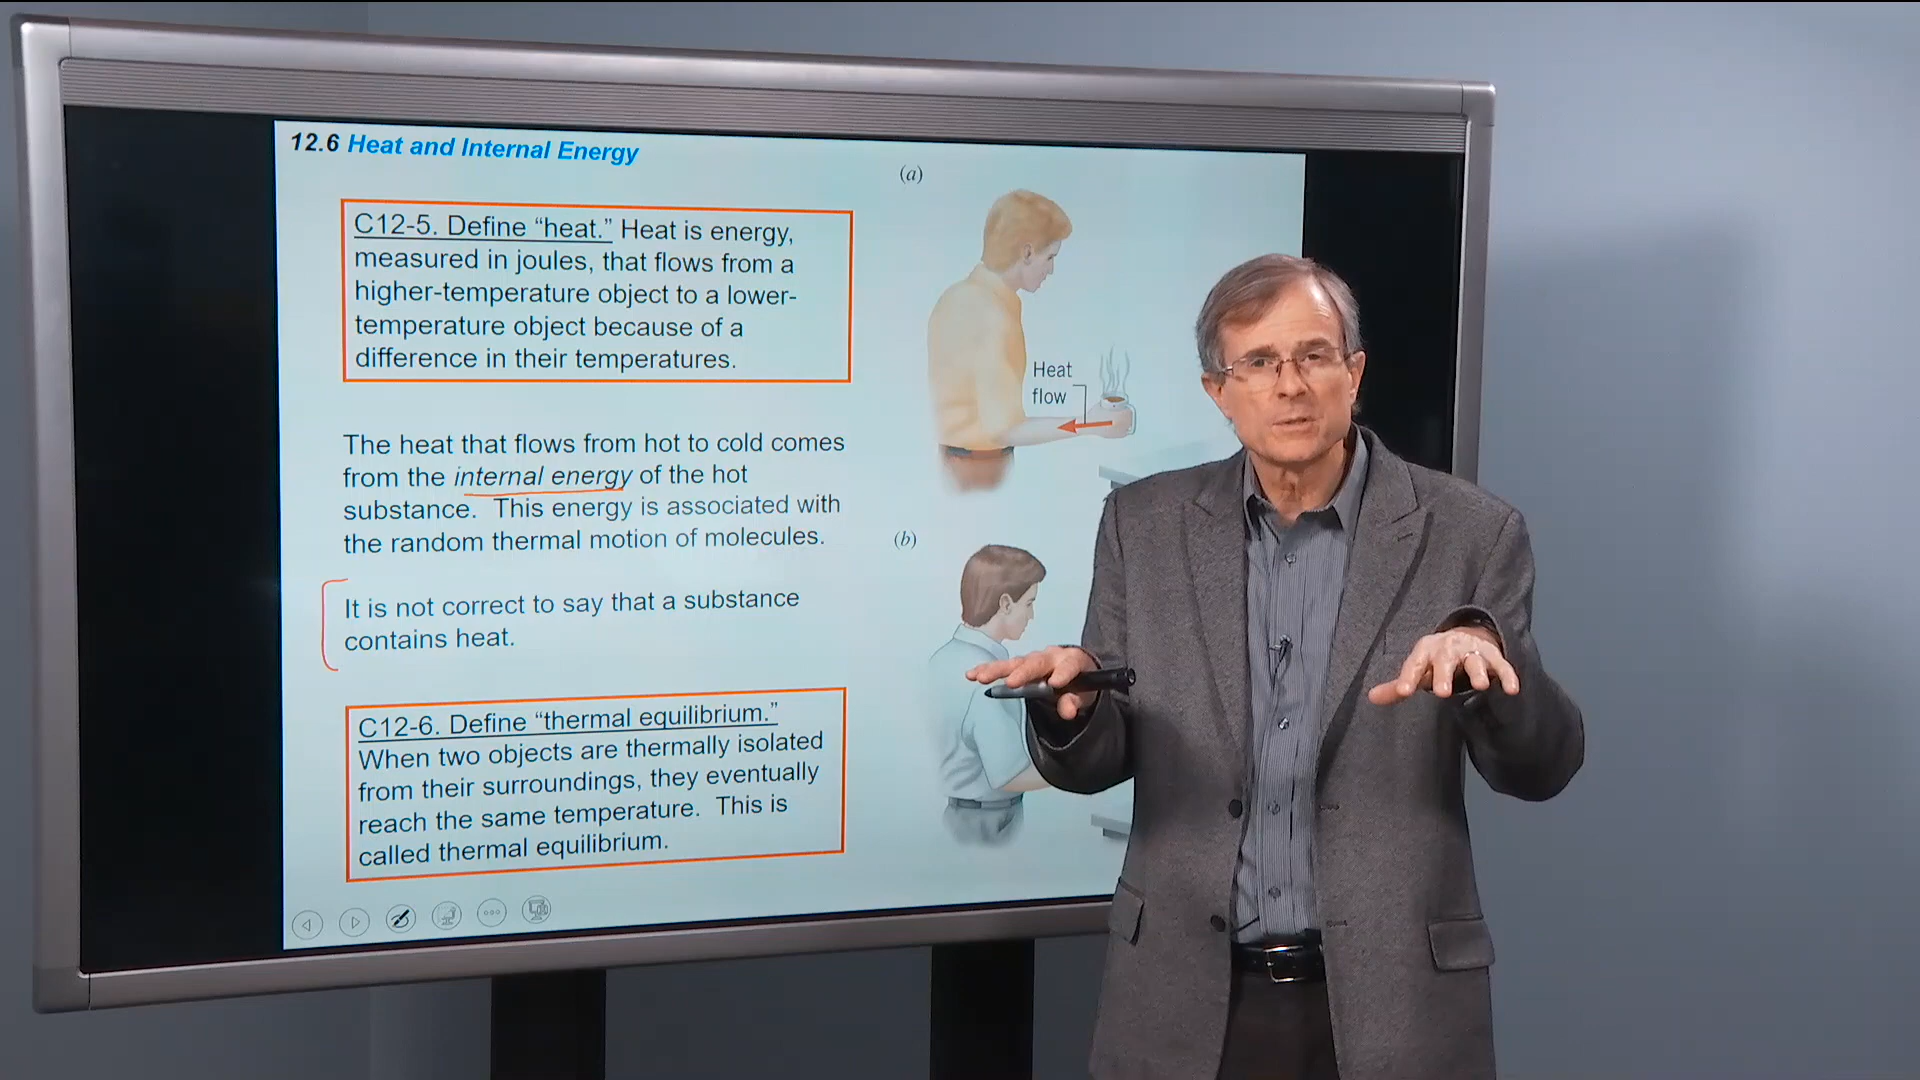 12.6 Heat and Internal Energy
C12-5. Define “heat.” Heat is energy,
measured in joules, that flows from a
higher-temperature object to a lower-
temperature object because of a
difference in their temperatures.
The heat that flows from hot to cold comes
from the internal energy of the hot
substance. This energy is associated with
the random thermal motion of molecules.
It is not correct to say that a substance
contains heat.
C12-6. Define “thermal equilibrium.”
When two objects are thermally isolated
from their surroundings, they eventually
reach the same temperature. This is
called thermal equilibrium.
(a)
Heat
flow
(b)